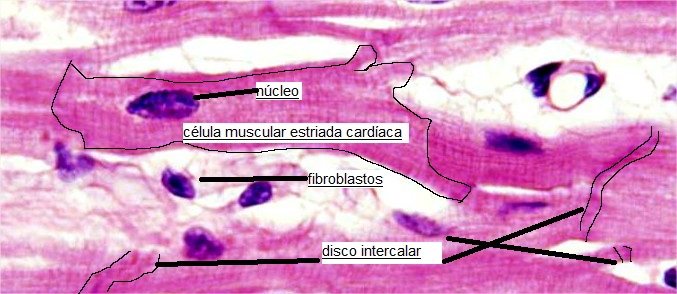 núcleo
célula muscular estriada cardíaca
fibroblastos
disco intercalar